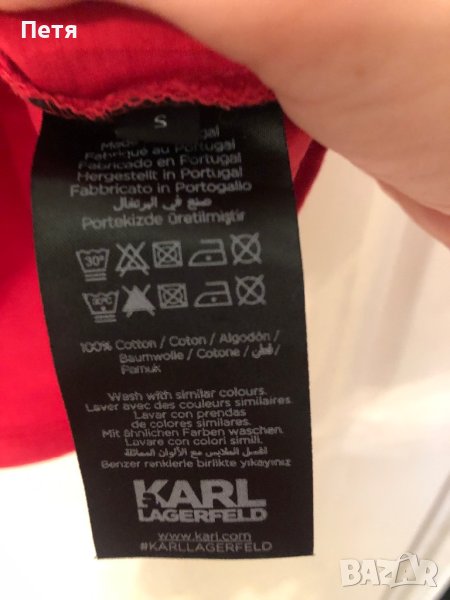 Петя
S
Made in Portugal
Fabriqué au Portugal
Fabricado en Portugal
Hergestellt in Portugal
Fabbricato in Portogallo
صنع في البرتغال
Portekizde üretilmiştir
30°
100% Cotton / Coton / Algodón /
Baumwolle / Cotone / قطن /
Pamuk
Wash with similar colours.
Laver avec des couleurs similaires.
Lavar con prendas
de colores similares.
Mit ähnlichen Farben waschen.
Lavare con colori simili.
اغسل الملابس مع الألوان المماثلة
Benzer renklerle birlikte yıkayınız
KARL
LAGERFELD
www.karl.com
#KARLLAGERFELD
BAZAR